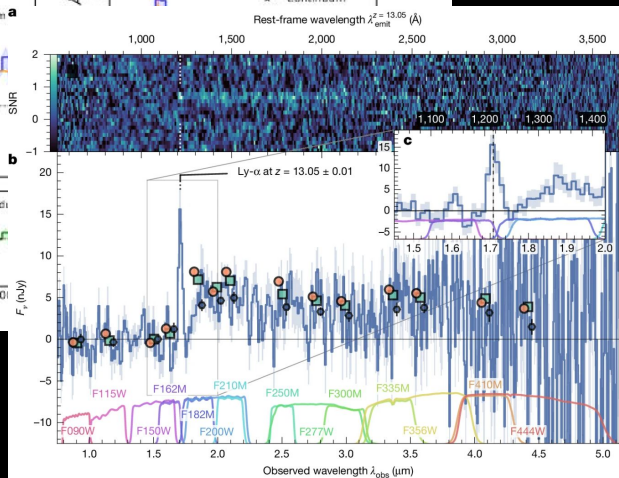 a
Rest-frame wavelength λ z = 13.05 emit (Å)
1,000 1,500 2,000 2,500 3,000 3,500
SNR
2
1
0
−1
b
Ly-α at z = 13.05 ± 0.01
c
1,100 1,200 1,300 1,400
15
10
5
0
−5
1.5 1.6 1.7 1.8 1.9 2.0
Fν (nJy)
20
15
10
5
0
−5
−10
F115W F162M F210M F250M F300M F335M F410M
F090W F150W F182M F200W F277W F356W F444W
1.0 1.5 2.0 2.5 3.0 3.5 4.0 4.5 5.0
Observed wavelength λobs (μm)